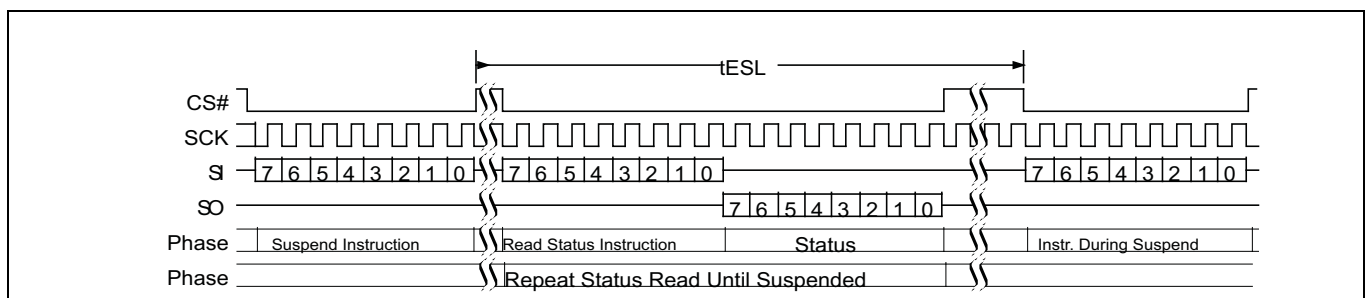 tESL
CS#
SCK
SI 7 6 5 4 3 2 1 0 7 6 5 4 3 2 1 0 7 6 5 4 3 2 1 0
SO 7 6 5 4 3 2 1 0
Phase Suspend Instruction Read Status Instruction Status Instr. During Suspend
Phase Repeat Status Read Until Suspended